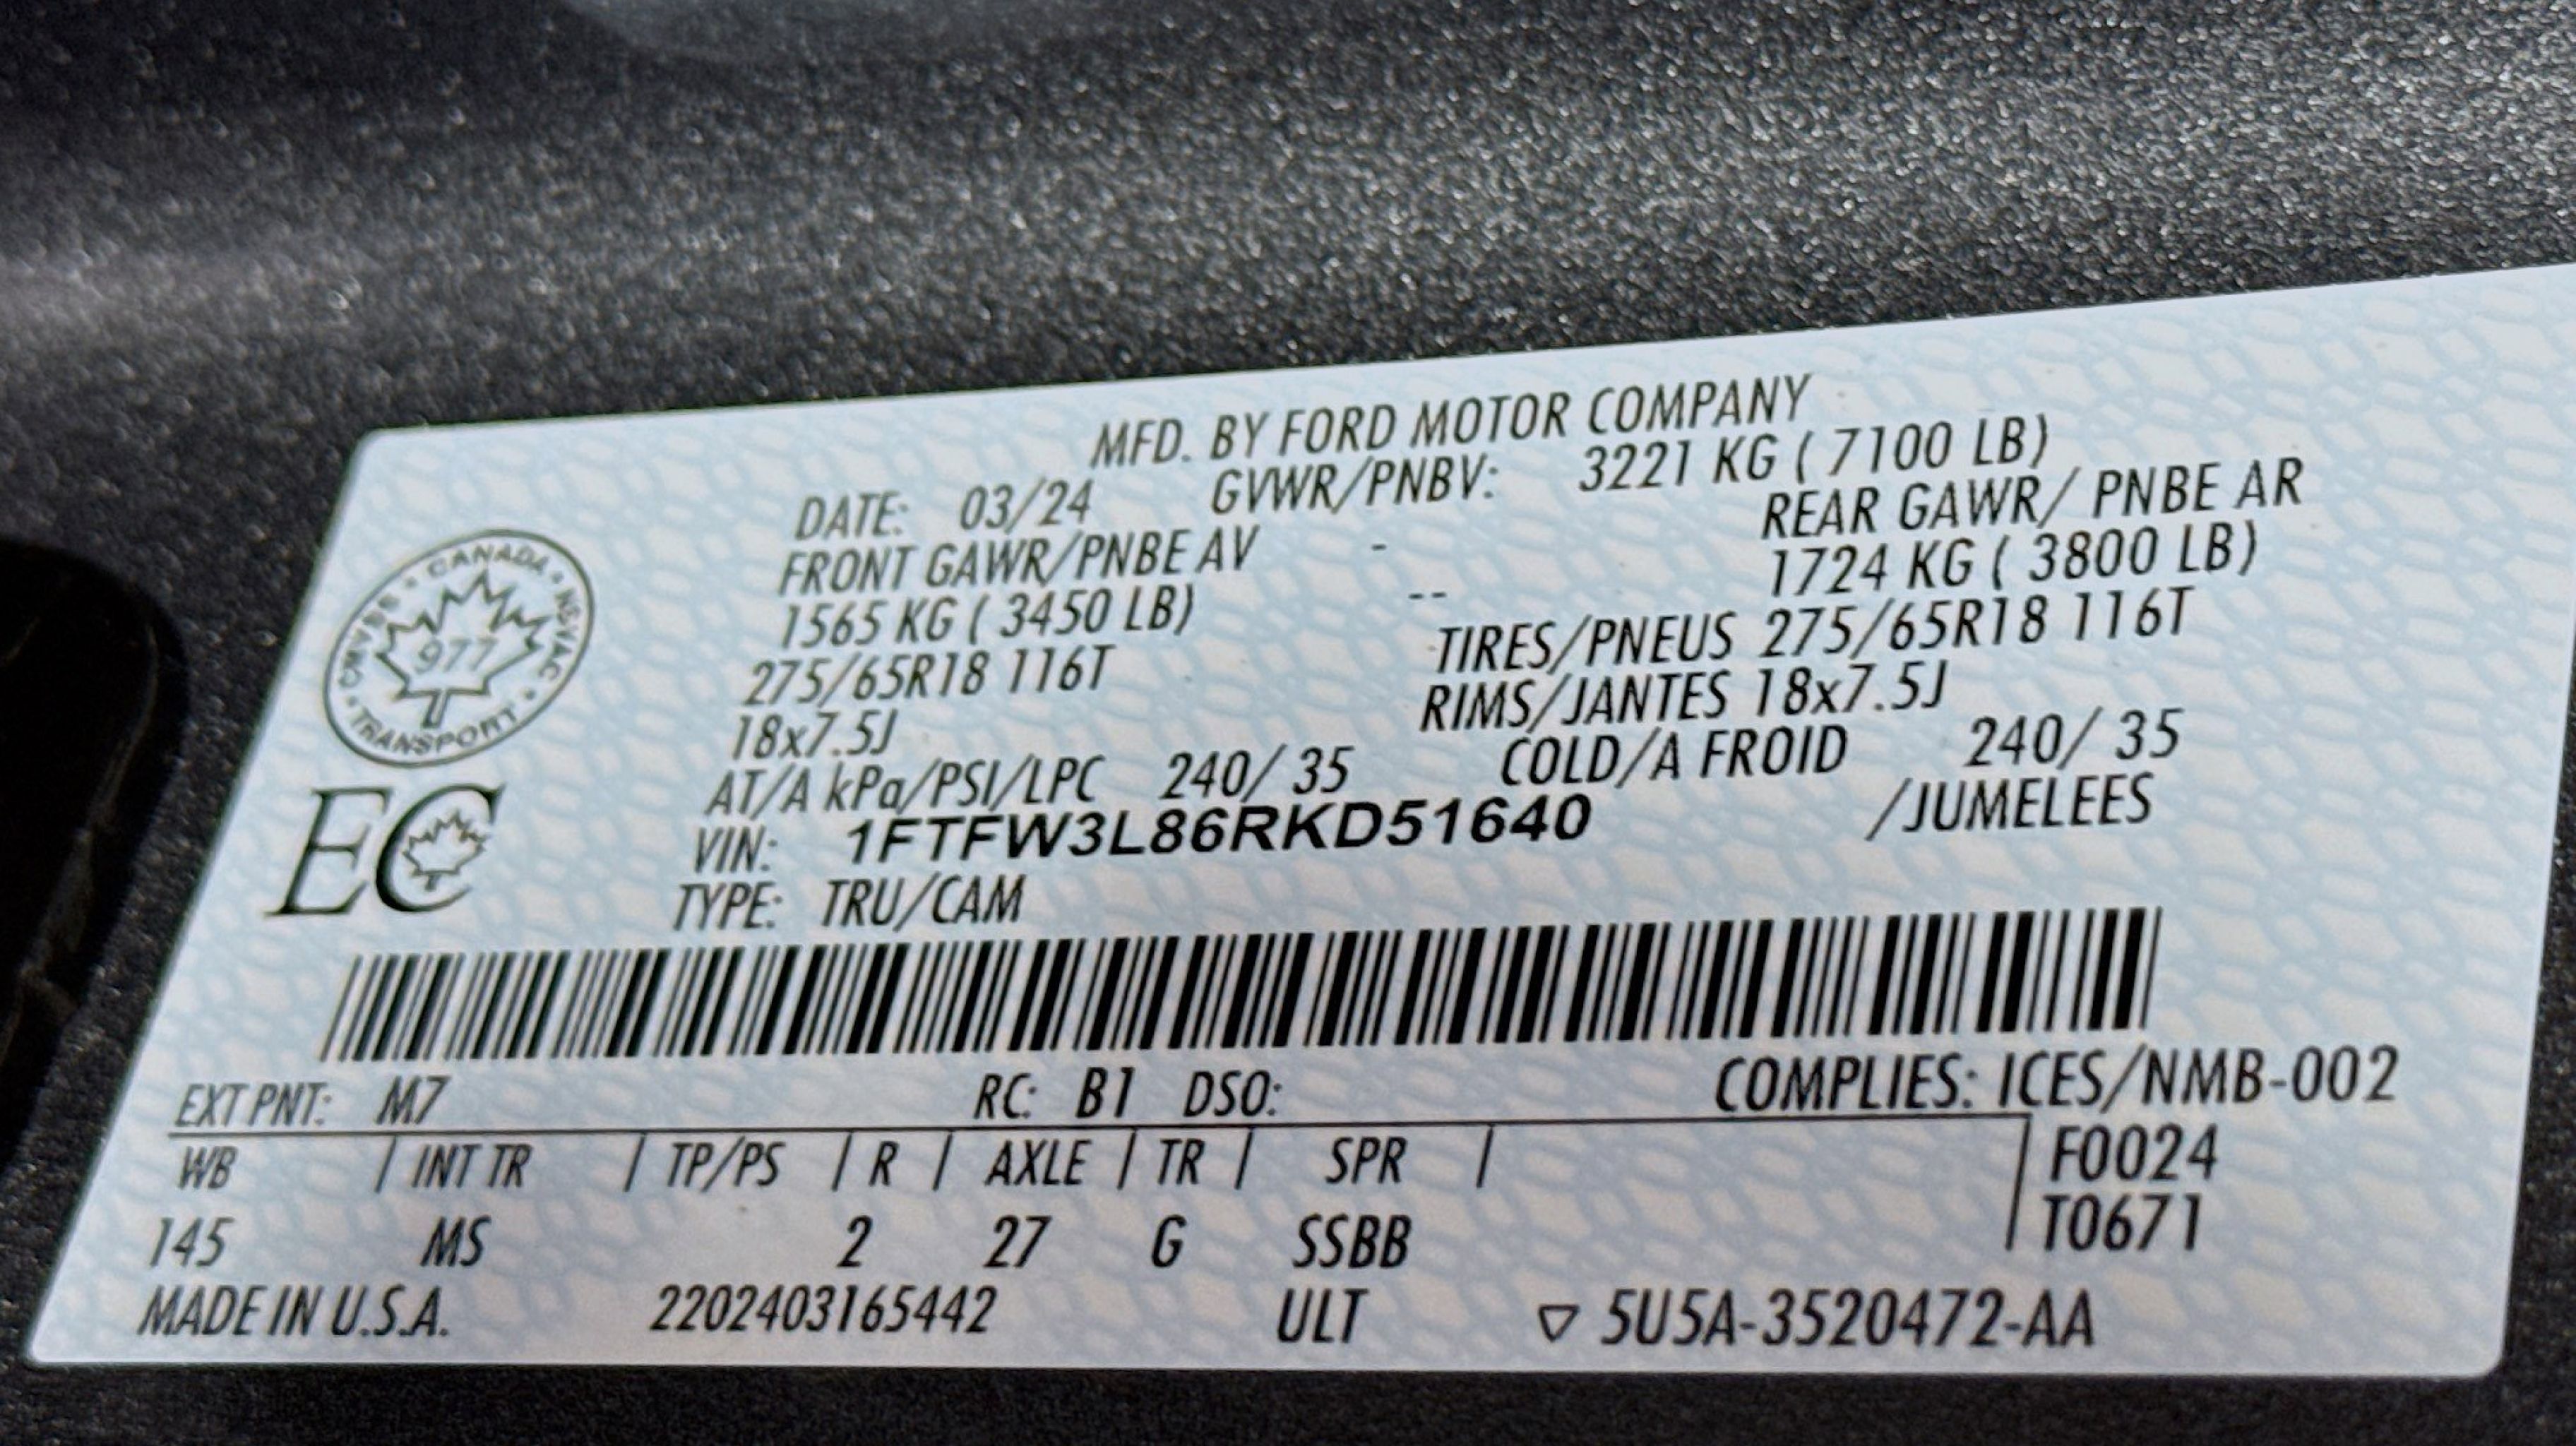 MFD. BY FORD MOTOR COMPANY
DATE: 03/24 GVWR/PNBV: 3221 KG ( 7100 LB)
FRONT GAWR/PNBE AV - REAR GAWR/ PNBE AR
1565 KG ( 3450 LB) -- 1724 KG ( 3800 LB)
275/65R18 116T TIRES/PNEUS 275/65R18 116T
18x7.5J RIMS/JANTES 18x7.5J
AT/A kPa/PSI/LPC 240/ 35 COLD/A FROID 240/ 35
VIN: 1FTFW3L86RKD51640 /JUMELEES
TYPE: TRU/CAM
CANADA
CMVSS NSVAC
977
TRANSPORT
EC
EXT PNT: M7 RC: B1 DSO: COMPLIES: ICES/NMB-002
WB | INT TR | TP/PS | R | AXLE | TR | SPR | F0024
T0671
145 MS 2 27 G SSBB
MADE IN U.S.A. 2202403165442 ULT ▽ 5U5A-3520472-AA